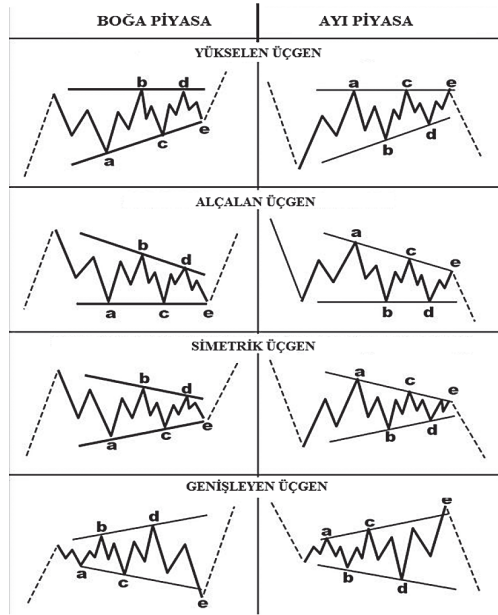 BOĞA PİYASA AYI PİYASA
YÜKSELEN ÜÇGEN
b d a c e
a c e b d
ALÇALAN ÜÇGEN
b d a c e
a c e b d
SİMETRİK ÜÇGEN
b d a c e
a c e b d
GENİŞLEYEN ÜÇGEN
b d a c e
a c e b d